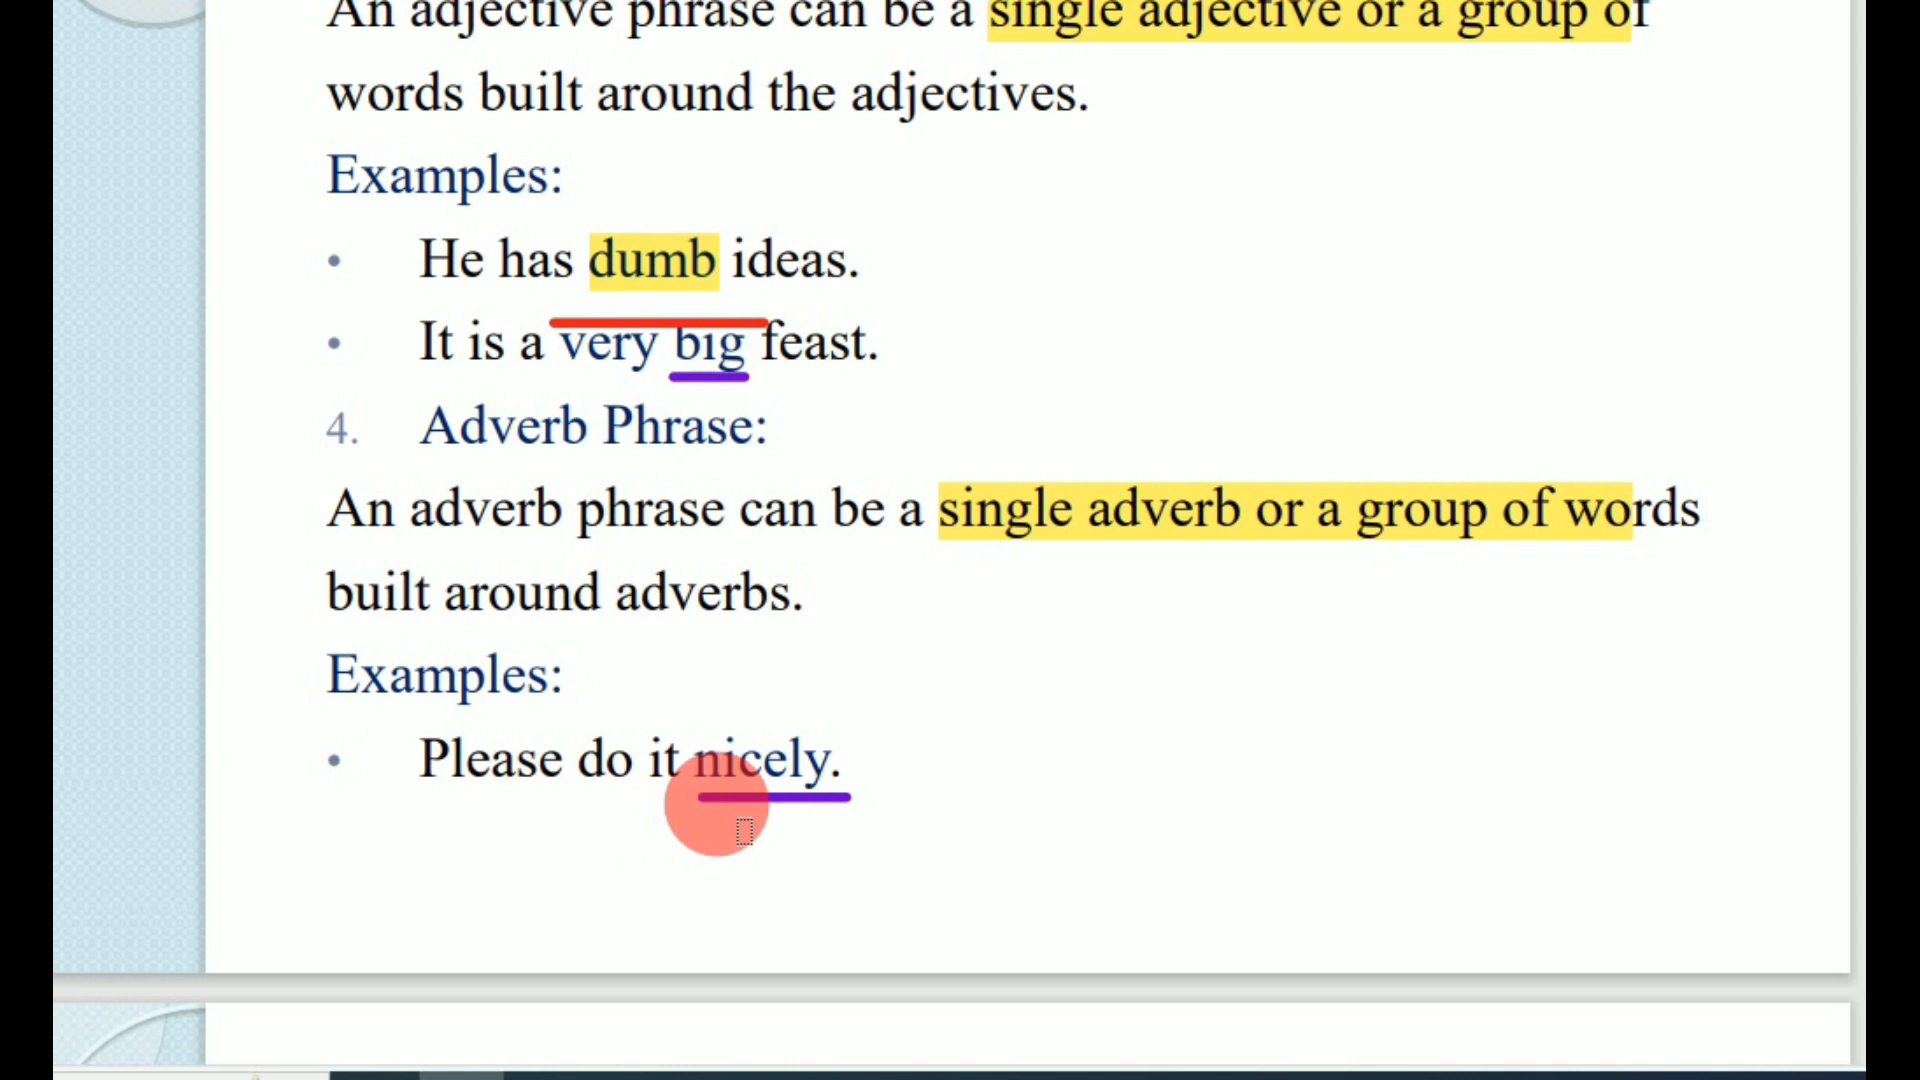 An adjective phrase can be a single adjective or a group of
words built around the adjectives.
Examples:
• He has dumb ideas.
• It is a very big feast.
4. Adverb Phrase:
An adverb phrase can be a single adverb or a group of words
built around adverbs.
Examples:
• Please do it nicely.